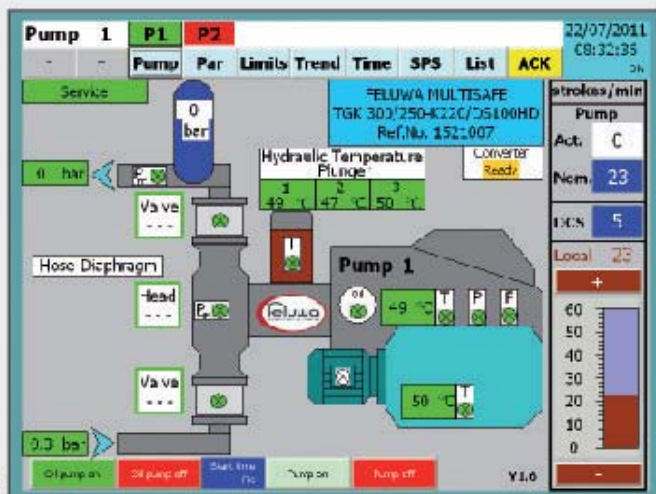 Pump 1 P1 P2 22/07/2011
08:32:35
- - Pump Par Limits Trend Time SPS List ACK
Service
0
bar
FELUWA MULTISAFE
TGK 300/250-K220/DS100HD
Ref.No. 1521007
strokes/min
Pump
Act. 0
Nom. 23
DCS 5
Local 23
+
60
50
40
30
20
10
0
-
Hydraulic Temperature
Plunger
1 2 3
49 °C 47 °C 50 °C
Converter
Ready
0 bar
P
Valve
- - -
T
Hose Diaphragm
Pump 1
Head
- - -
P
Feluwa
Oil
49 °C T P F
Valve
- - -
50 °C T
0.3 bar
Oil pump on Oil pump off Pump on Pump off V1.6